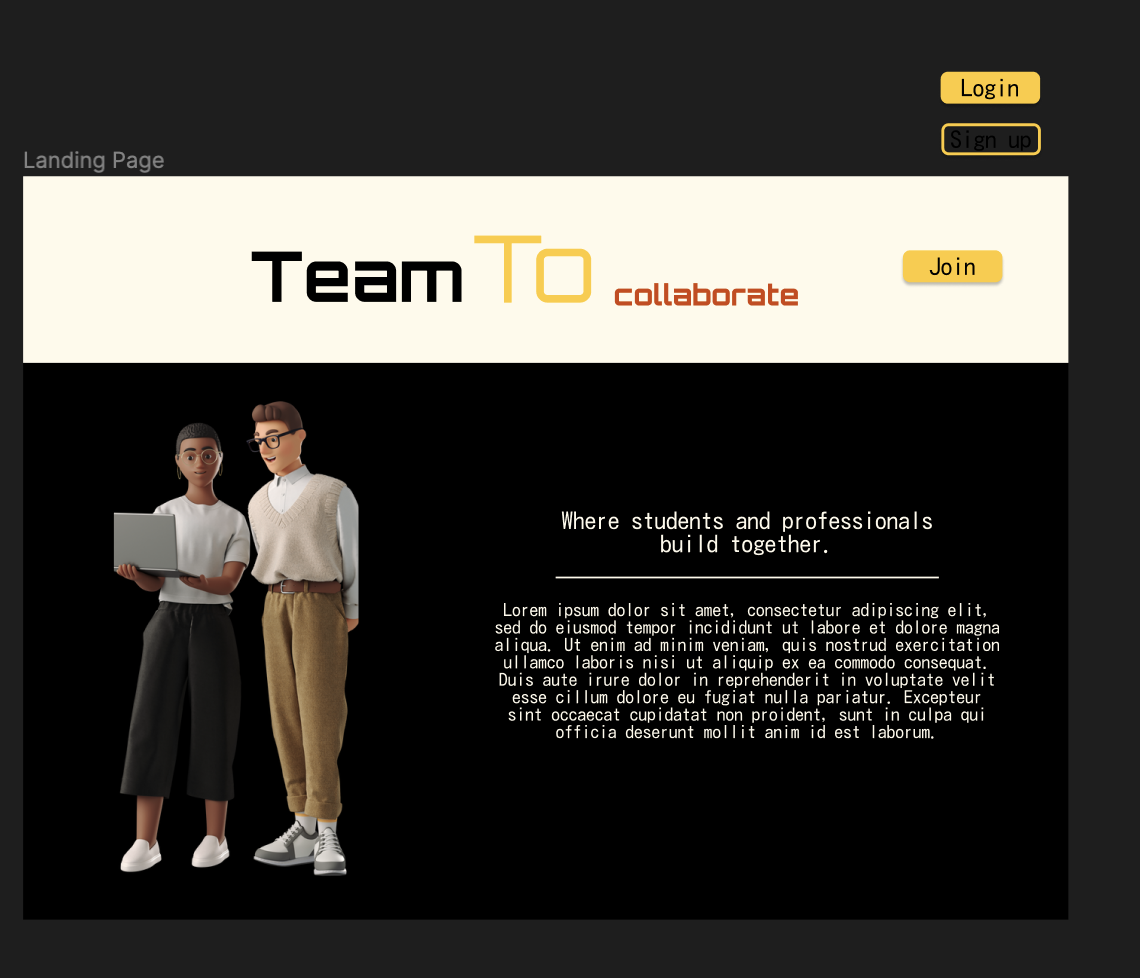 Login
Sign up
Landing Page
Team To collaborate
Join
Where students and professionals
build together.
Lorem ipsum dolor sit amet, consectetur adipiscing elit,
sed do eiusmod tempor incididunt ut labore et dolore magna
aliqua. Ut enim ad minim veniam, quis nostrud exercitation
ullamco laboris nisi ut aliquip ex ea commodo consequat.
Duis aute irure dolor in reprehenderit in voluptate velit
esse cillum dolore eu fugiat nulla pariatur. Excepteur
sint occaecat cupidatat non proident, sunt in culpa qui
officia deserunt mollit anim id est laborum.